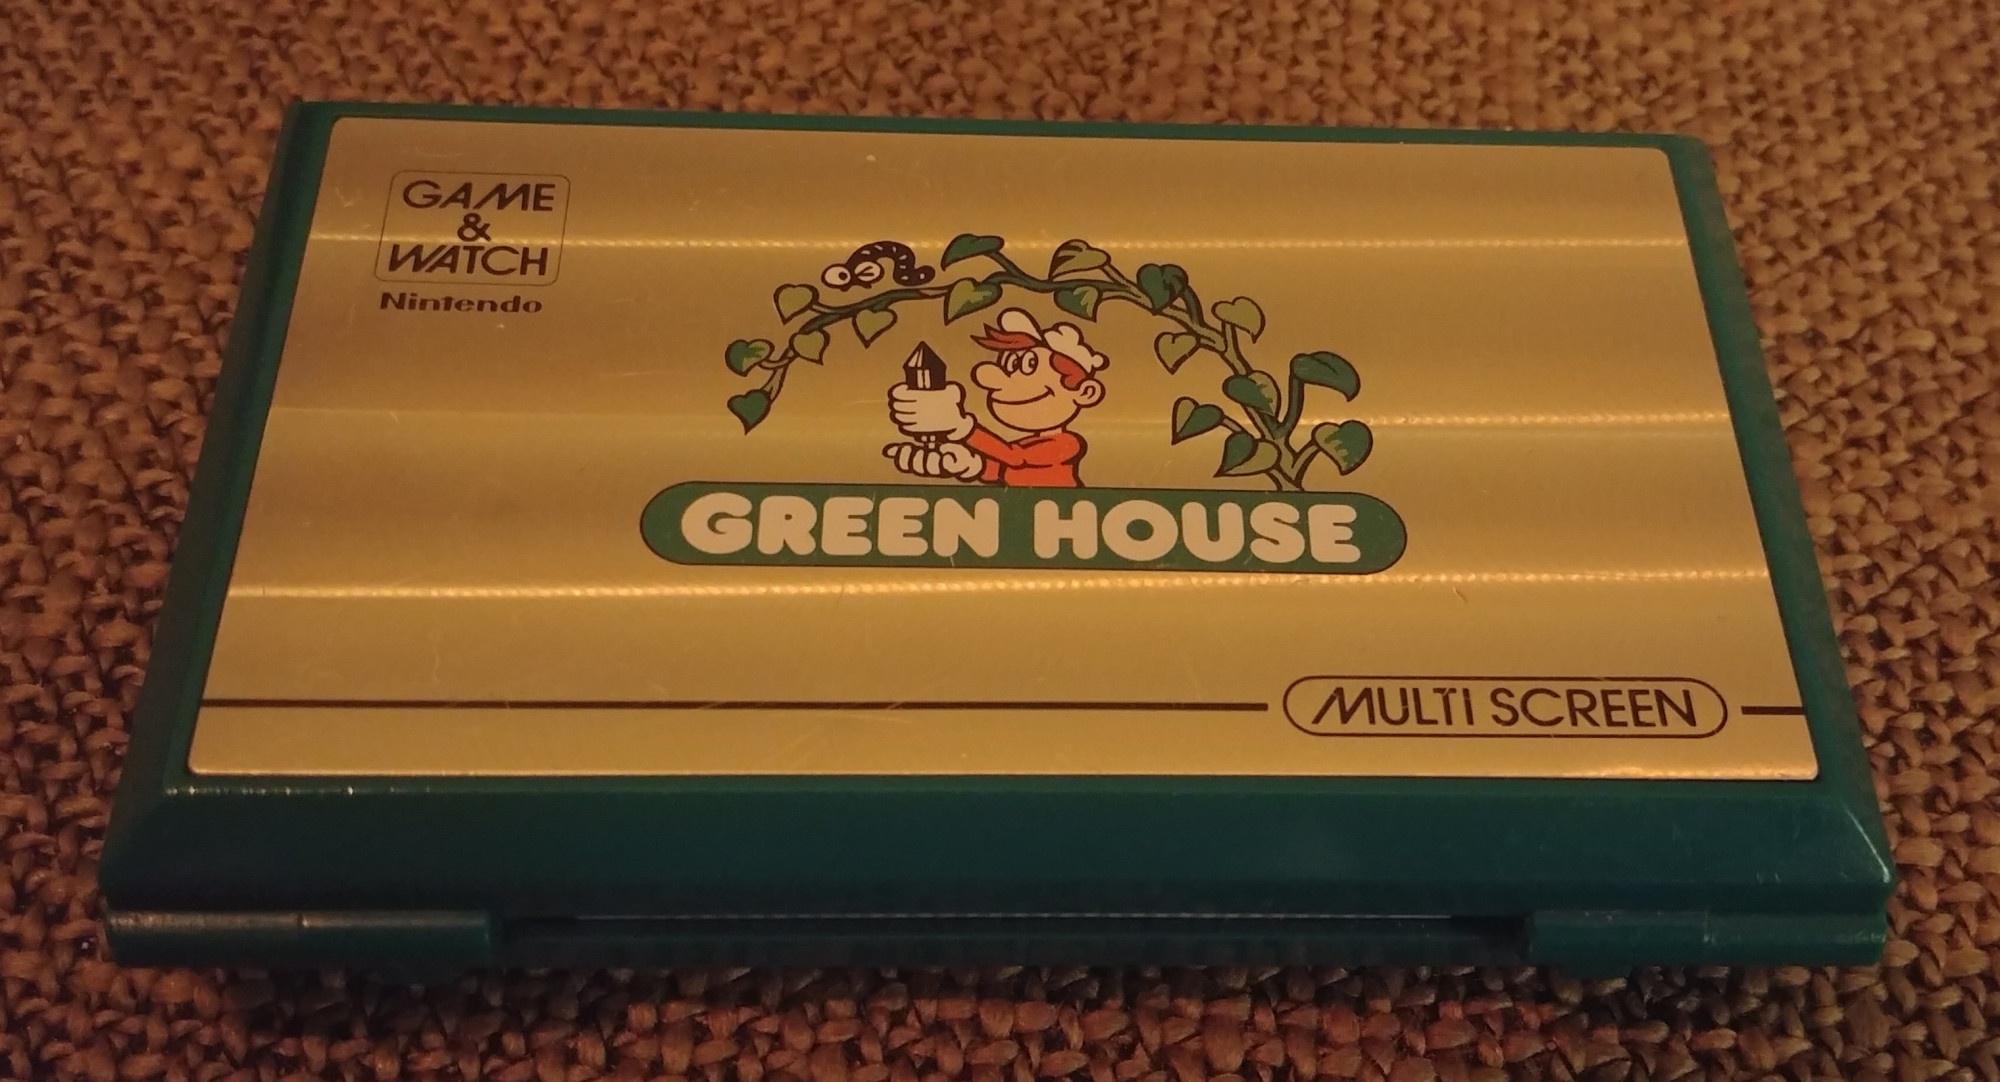 GAME
&
WATCH
Nintendo
GREEN HOUSE
MULTI SCREEN